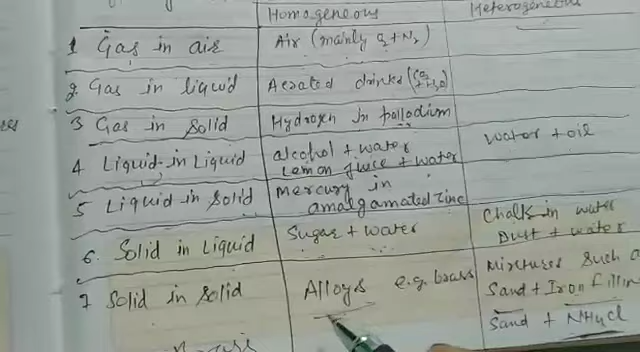 Homogeneous Heterogeneous
1 Gas in air Air (mainly O2+N2)
2 Gas in liquid Aerated drinks (CO2 + H2O)
3 Gas in Solid Hydrogen in palladium
4 Liquid in Liquid alcohol + water water + oil
Lemon juice + water
5 Liquid in Solid Mercury in
amalgamated zinc
6. Solid in Liquid Sugar + water Chalk in water
Dust + water
7 Solid in Solid Alloys e.g. brass Mixtures such a
Sand + Iron filling
Sand + NH4Cl